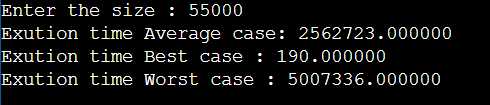 Enter the size : 55000
Exution time Average case: 2562723.000000
Exution time Best case : 190.000000
Exution time Worst case : 5007336.000000